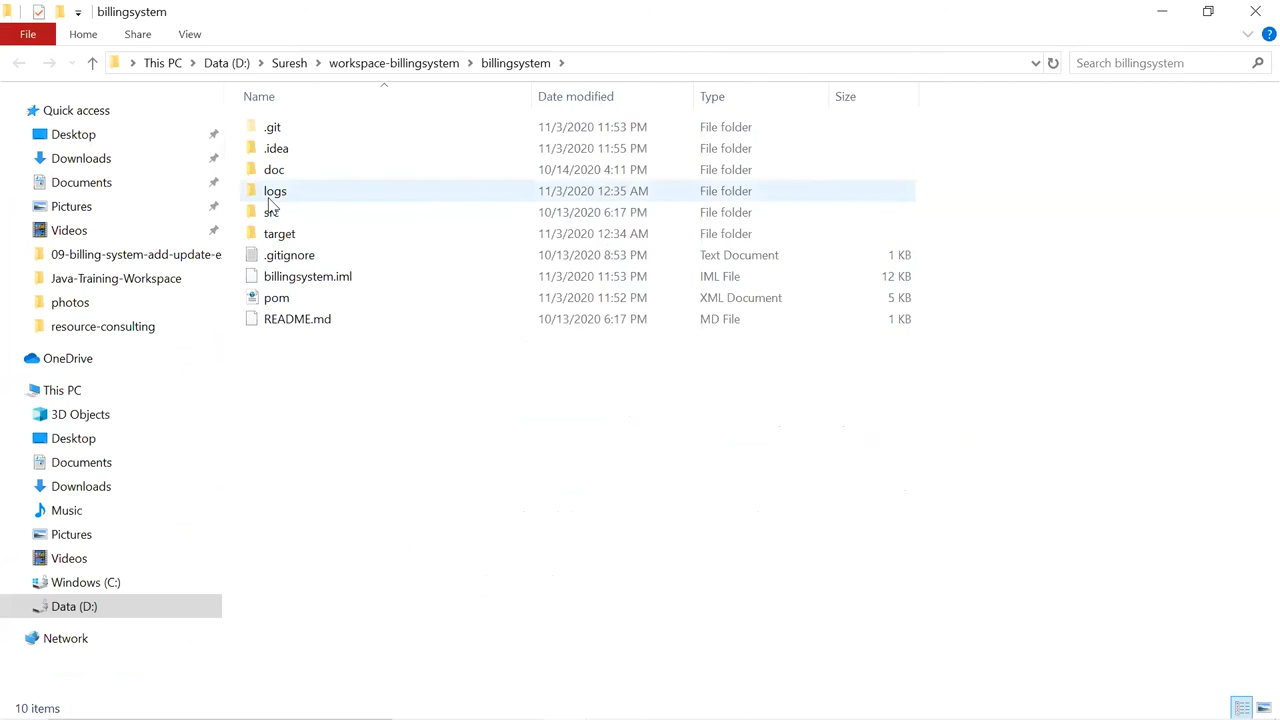 billingsystem
File Home Share View
This PC Data (D:) Suresh workspace-billingsystem billingsystem Search billingsystem
Name Date modified Type Size
Quick access
Desktop
Downloads
Documents
Pictures
Videos
09-billing-system-add-update-e
Java-Training-Workspace
photos
resource-consulting
OneDrive
This PC
3D Objects
Desktop
Documents
Downloads
Music
Pictures
Videos
Windows (C:)
Data (D:)
Network
.git 11/3/2020 11:53 PM File folder
.idea 11/3/2020 11:55 PM File folder
doc 10/14/2020 4:11 PM File folder
logs 11/3/2020 12:35 AM File folder
src 10/13/2020 6:17 PM File folder
target 11/3/2020 12:34 AM File folder
.gitignore 10/13/2020 8:53 PM Text Document 1 KB
billingsystem.iml 11/3/2020 11:53 PM IML File 12 KB
pom 11/3/2020 11:52 PM XML Document 5 KB
README.md 10/13/2020 6:17 PM MD File 1 KB
10 items